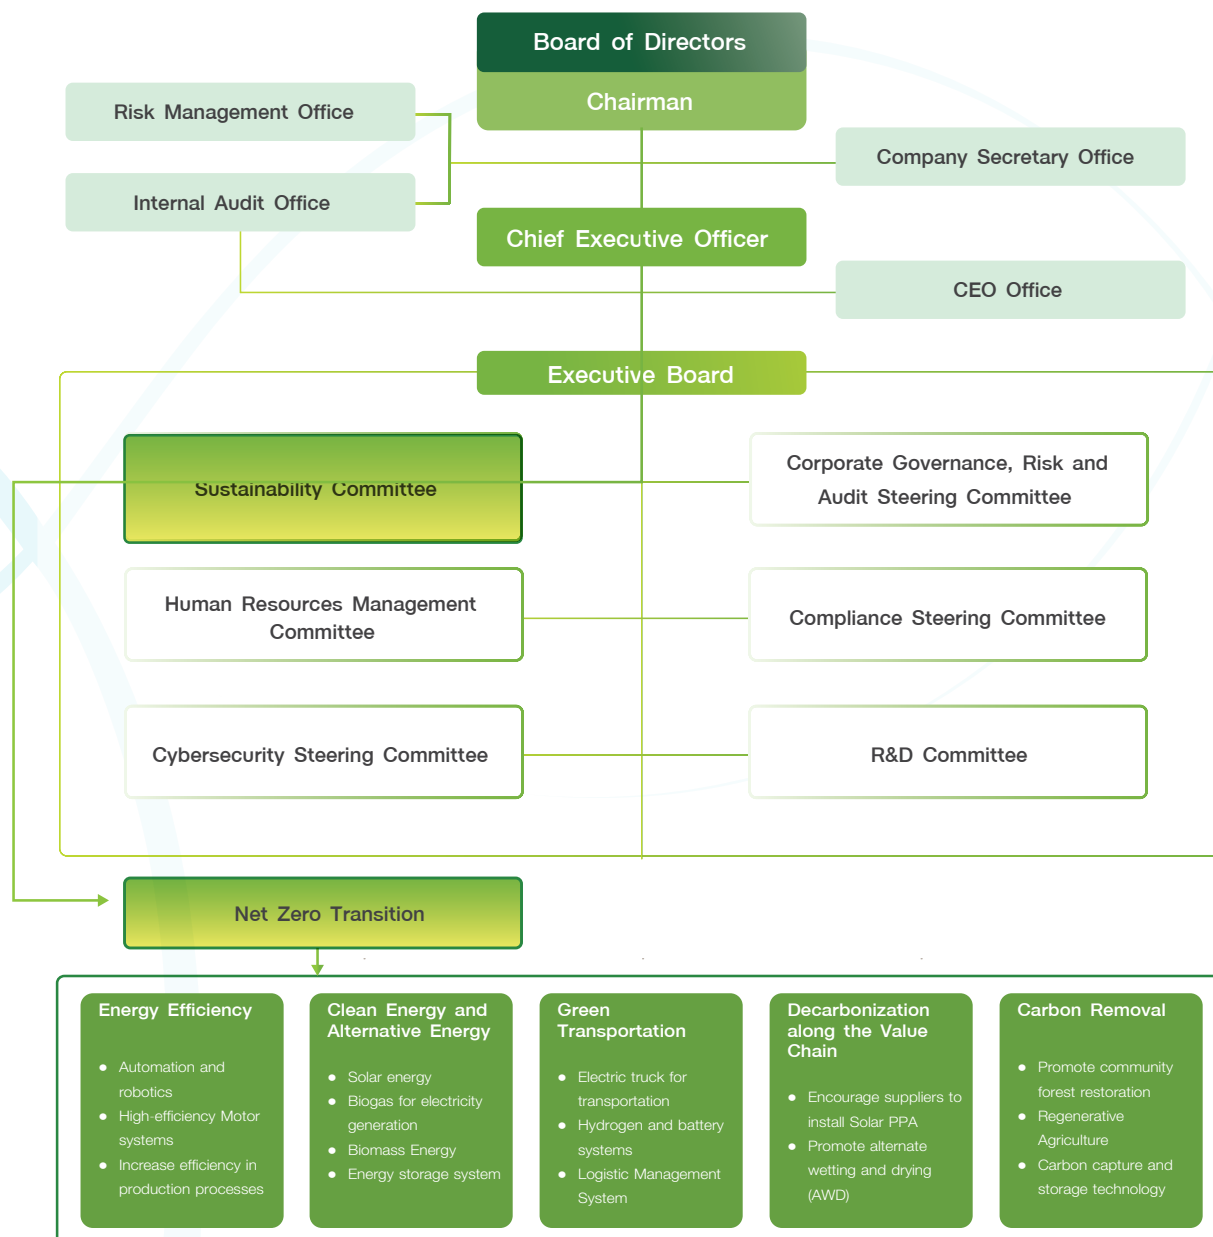 Board of Directors
Chairman
Risk Management Office
Company Secretary Office
Internal Audit Office
Chief Executive Officer
CEO Office
Executive Board
Sustainability Committee
Corporate Governance, Risk and
Audit Steering Committee
Human Resources Management
Committee
Compliance Steering Committee
Cybersecurity Steering Committee
R&D Committee
Net Zero Transition
Energy Efficiency
● Automation and
robotics
● High-efficiency Motor
systems
● Increase efficiency in
production processes
Clean Energy and
Alternative Energy
● Solar energy
● Biogas for electricity
generation
● Biomass Energy
● Energy storage system
Green
Transportation
● Electric truck for
transportation
● Hydrogen and battery
systems
● Logistic Management
System
Decarbonization
along the Value
Chain
● Encourage suppliers to
install Solar PPA
● Promote alternate
wetting and drying
(AWD)
Carbon Removal
● Promote community
forest restoration
● Regenerative
Agriculture
● Carbon capture and
storage technology